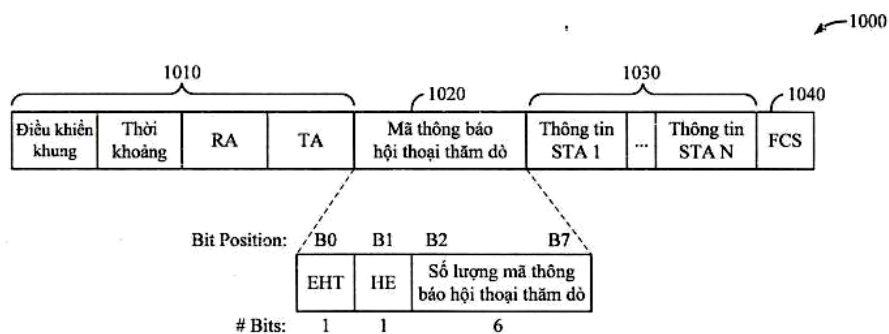 1000
1010
1020
1030
1040
Điều khiển khung
Thời khoảng
RA
TA
Mã thông báo hội thoại thăm dò
Thông tin STA 1
...
Thông tin STA N
FCS
Bit Position: B0 B1 B2 B7
EHT
HE
Số lượng mã thông báo hội thoại thăm dò
# Bits: 1 1 6